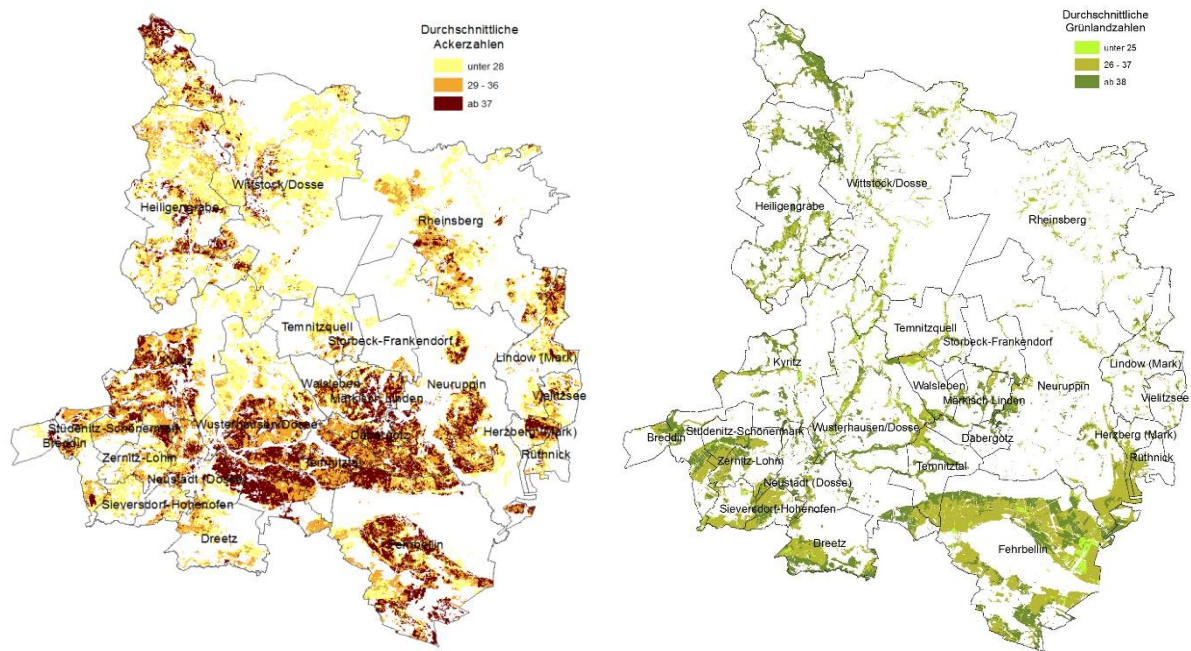 Durchschnittliche
Ackerzahlen
unter 28
29 - 36
ab 37
Wittstock/Dosse
Heiligengrabe
Rheinsberg
Temnitzquell
Storbeck-Frankendorf
Kyritz
Lindow (Mark)
Walsleben
Neuruppin
Märkisch Linden
Vielitzsee
Stüdenitz-Schönermark
Wusterhausen/Dosse
Herzberg (Mark)
Breddin
Dabergotz
Zernitz-Lohm
Temnitztal
Rüthnick
Neustadt (Dosse)
Sieversdorf-Hohenofen
Dreetz
Fehrbellin
Durchschnittliche
Grünlandzahlen
unter 25
26 - 37
ab 38
Wittstock/Dosse
Heiligengrabe
Rheinsberg
Temnitzquell
Storbeck-Frankendorf
Kyritz
Lindow (Mark)
Walsleben
Neuruppin
Märkisch Linden
Vielitzsee
Stüdenitz-Schönermark
Wusterhausen/Dosse
Herzberg (Mark)
Breddin
Dabergotz
Zernitz-Lohm
Rüthnick
Temnitztal
Neustadt (Dosse)
Sieversdorf-Hohenofen
Dreetz
Fehrbellin